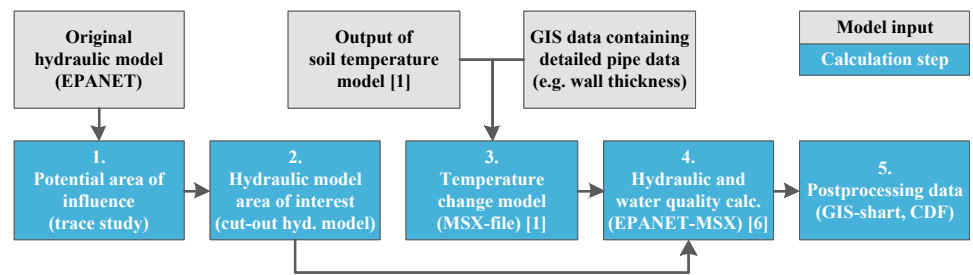 Original
hydraulic model
(EPANET)
Output of
soil temperature
model [1]
GIS data containing
detailed pipe data
(e.g. wall thickness)
Model input
Calculation step
1.
Potential area of
influence
(trace study)
2.
Hydraulic model
area of interest
(cut-out hyd. model)
3.
Temperature
change model
(MSX-file) [1]
4.
Hydraulic and
water quality calc.
(EPANET-MSX) [6]
5.
Postprocessing data
(GIS-shart, CDF)